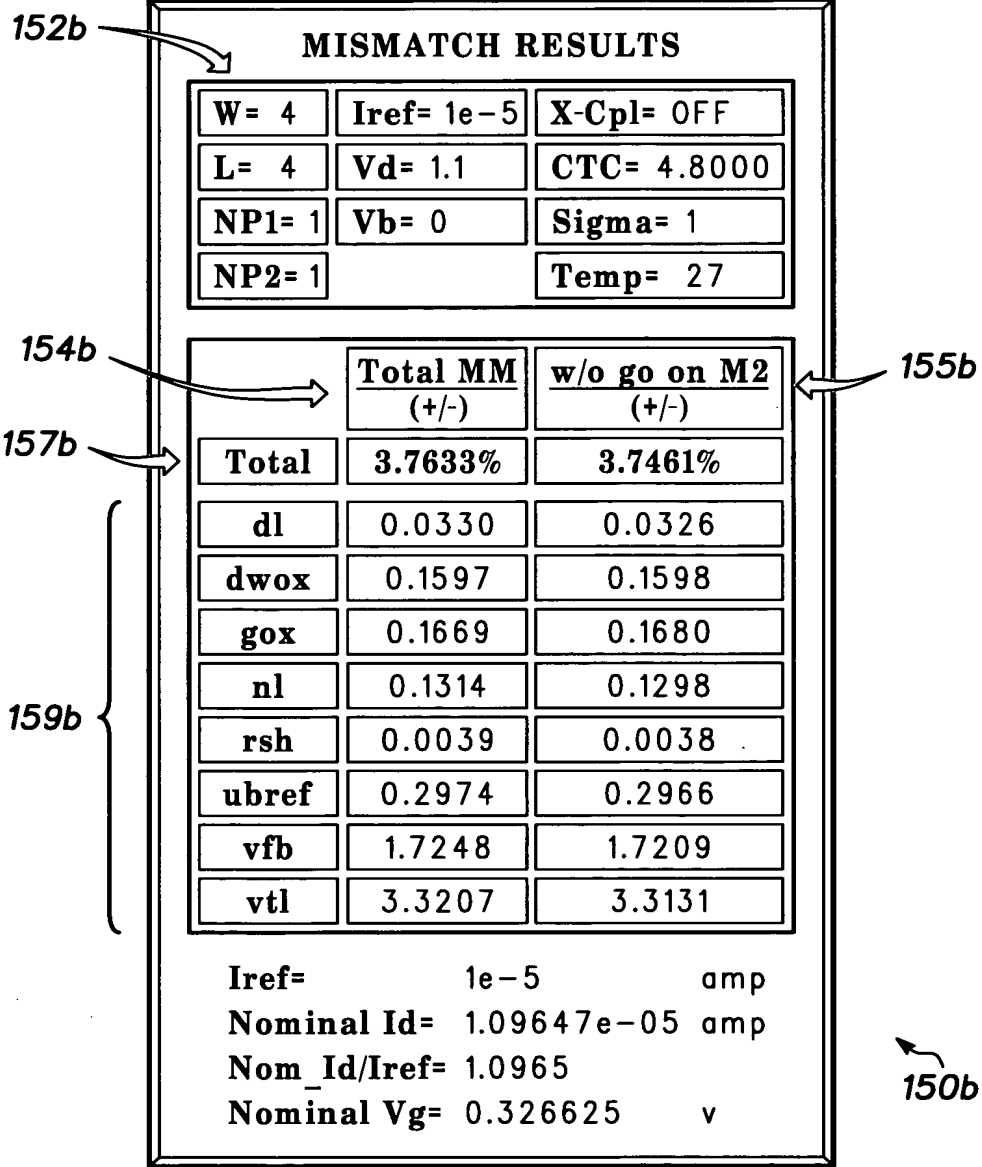 152b
MISMATCH RESULTS
W= 4 Iref= 1e-5 X-Cpl= OFF
L= 4 Vd= 1.1 CTC= 4.8000
NP1= 1 Vb= 0 Sigma= 1
NP2= 1 Temp= 27
154b
155b
Total MM w/o go on M2
(+/-) (+/-)
157b
Total 3.7633% 3.7461%
dl 0.0330 0.0326
dwox 0.1597 0.1598
gox 0.1669 0.1680
nl 0.1314 0.1298
159b
rsh 0.0039 0.0038
ubref 0.2974 0.2966
vfb 1.7248 1.7209
vtl 3.3207 3.3131
Iref= 1e-5 amp
Nominal Id= 1.09647e-05 amp
Nom_Id/Iref= 1.0965
Nominal Vg= 0.326625 v
150b